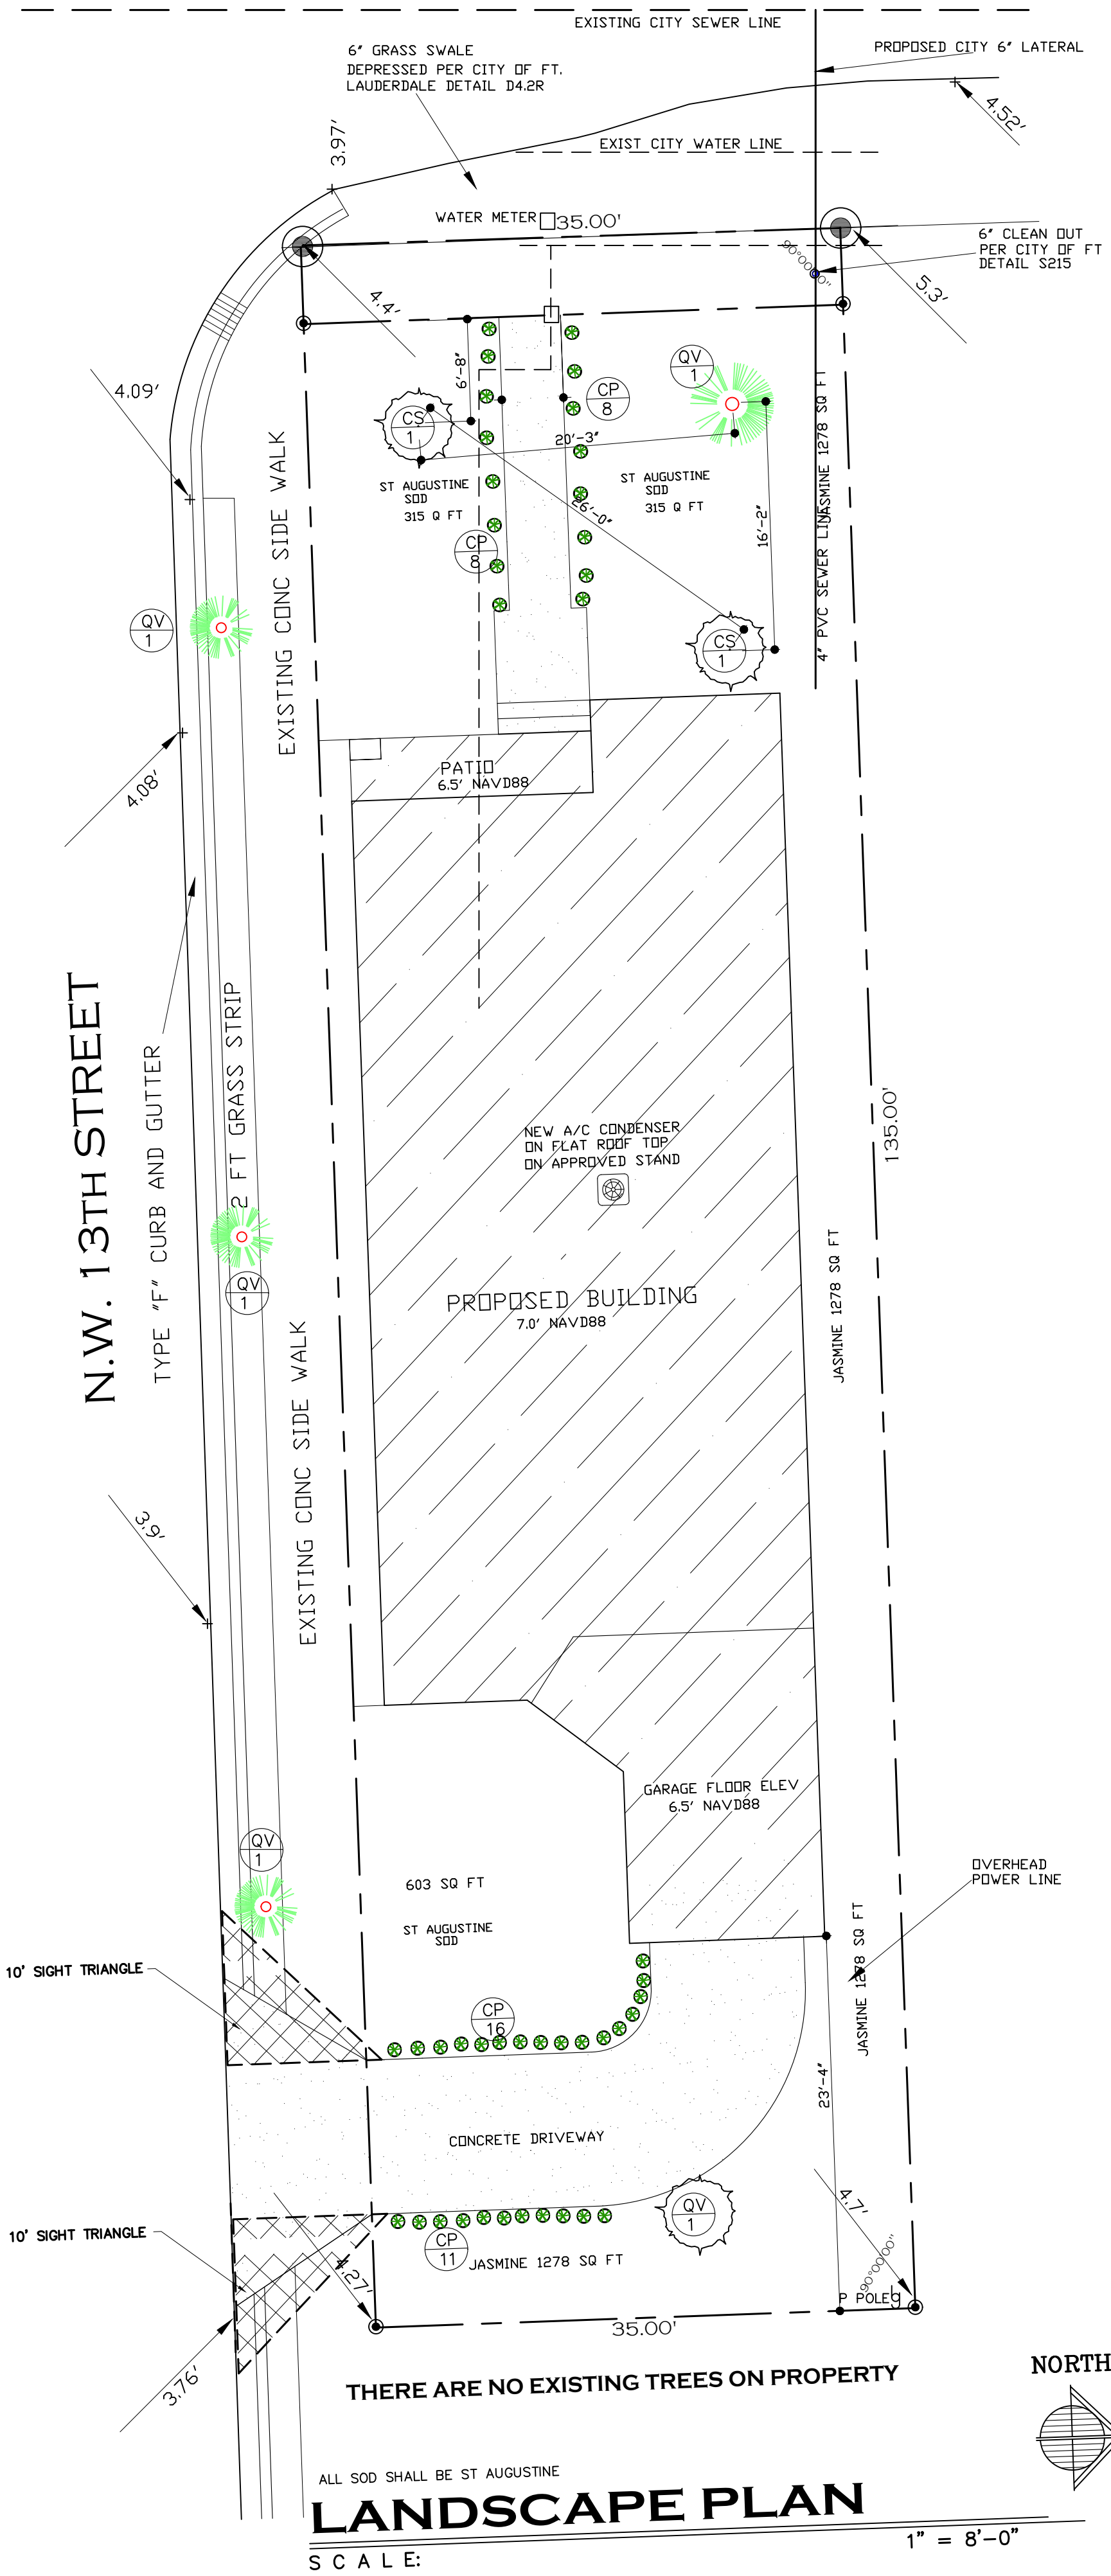 EXISTING CITY SEWER LINE
6" GRASS SWALE
DEPRESSED PER CITY OF FT.
LAUDERDALE DETAIL D4.2R
PROPOSED CITY 6" LATERAL
4.52'
3.97'
EXIST CITY WATER LINE
WATER METER
35.00'
6" CLEAN OUT
PER CITY OF FT
DETAIL S215
90°00'00"
4.4'
5.3'
4.09'
6'-8"
QV
1
CP
8
CS
1
20'-3"
ST AUGUSTINE
SOD
315 Q FT
ST AUGUSTINE
SOD
315 Q FT
26'-0"
16'-2"
JASMINE 1278 SQ FT
4" PVC SEWER LINE
EXISTING CONC SIDE WALK
CP
8
QV
1
CS
1
4.08'
PATIO
6.5' NAVD88
N.W. 13TH STREET
TYPE "F" CURB AND GUTTER
2 FT GRASS STRIP
135.00'
NEW A/C CONDENSER
ON FLAT ROOF TOP
ON APPROVED STAND
QV
1
PROPOSED BUILDING
7.0' NAVD88
JASMINE 1278 SQ FT
EXISTING CONC SIDE WALK
3.9'
GARAGE FLOOR ELEV
6.5' NAVD88
QV
1
603 SQ FT
ST AUGUSTINE
SOD
OVERHEAD
POWER LINE
JASMINE 1278 SQ FT
10' SIGHT TRIANGLE
CP
16
23'-4"
CONCRETE DRIVEWAY
10' SIGHT TRIANGLE
QV
1
4.7'
CP
11
JASMINE 1278 SQ FT
90°00'00"
4.27'
P POLE
35.00'
3.76'
THERE ARE NO EXISTING TREES ON PROPERTY
NORTH
ALL SOD SHALL BE ST AUGUSTINE
LANDSCAPE PLAN
SCALE:
1" = 8'-0"